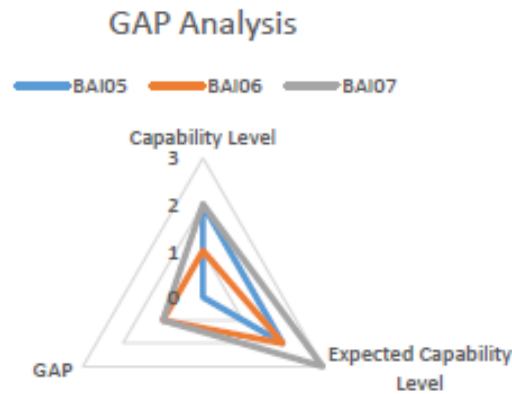 GAP Analysis
BAI05 BAI06 BAI07
Capability Level
3
2
1
0
Expected Capability
Level
GAP